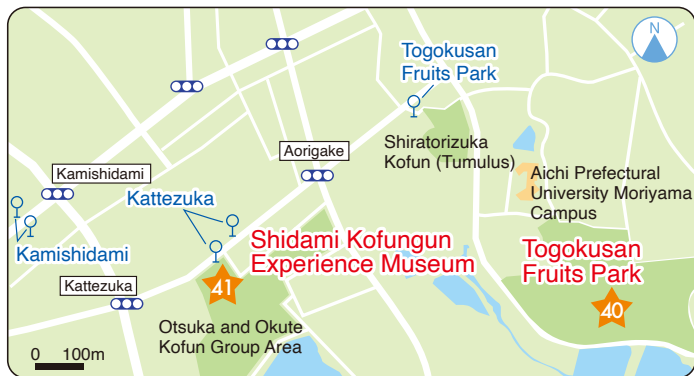 N
Togokusan
Fruits Park
Shiratorizuka
Kofun (Tumulus)
Aorigake
Aichi Prefectural
University Moriyama
Campus
Kamishidami
Kattezuka
Kamishidami
Shidami Kofungun
Experience Museum
Togokusan
Fruits Park
Kattezuka
41
40
Otsuka and Okute
Kofun Group Area
0 100m